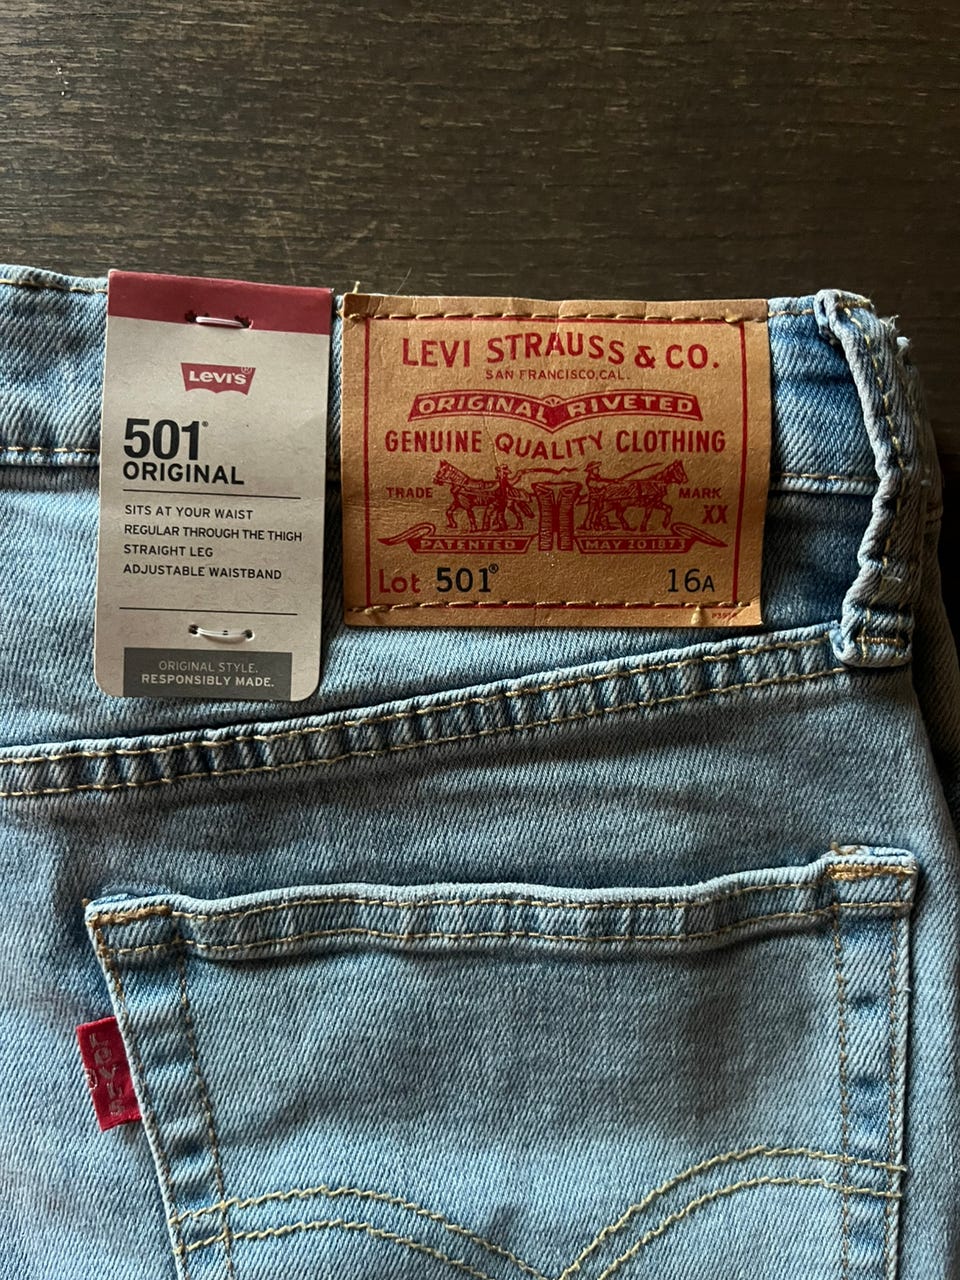 Levi's®
501®
ORIGINAL
SITS AT YOUR WAIST
REGULAR THROUGH THE THIGH
STRAIGHT LEG
ADJUSTABLE WAISTBAND
ORIGINAL STYLE.
RESPONSIBLY MADE.
LEVI STRAUSS & CO.
SAN FRANCISCO, CAL.
ORIGINAL RIVETED
GENUINE QUALITY CLOTHING
TRADE MARK
XX
PATENTED MAY 20 1873
Lot 501® 16A
LEVI'S